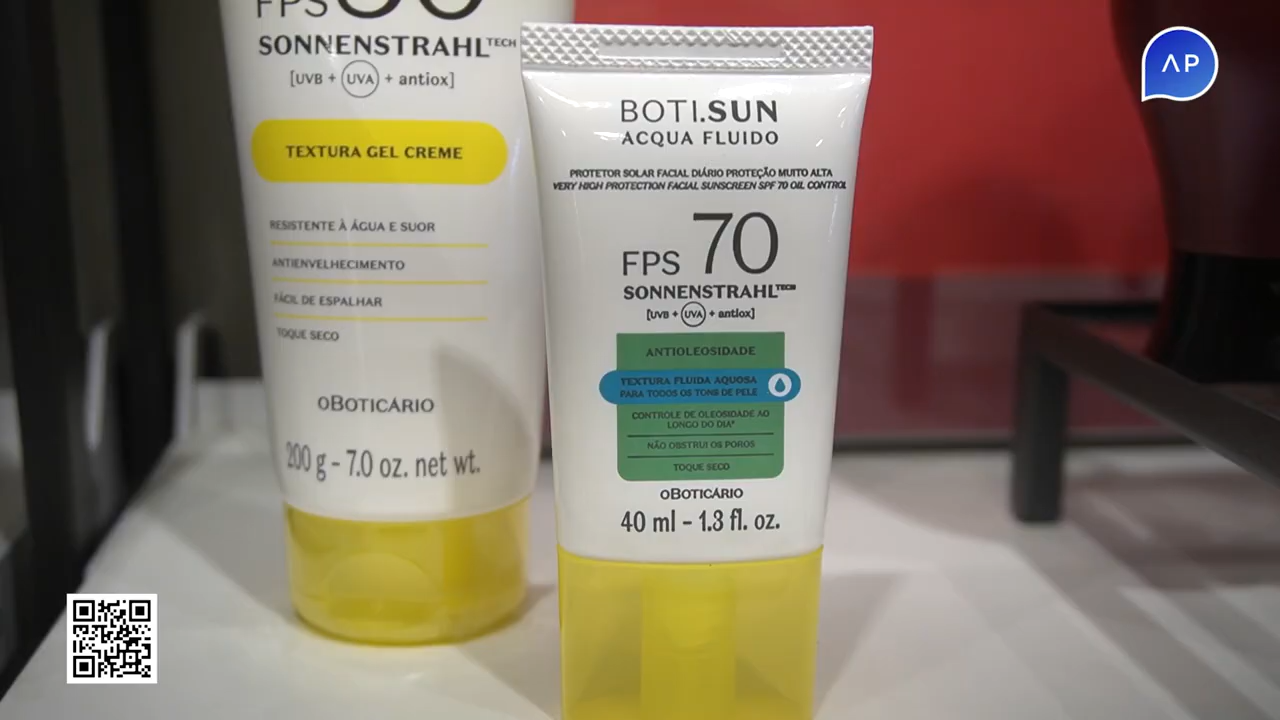 FPS
SONNENSTRAHL TECH
[UVB + UVA + antiox]
TEXTURA GEL CREME
RESISTENTE À ÁGUA E SUOR
ANTIENVELHECIMENTO
FÁCIL DE ESPALHAR
TOQUE SECO
OBOTICÁRIO
200 g – 7.0 oz. net wt.
BOTI.SUN
ACQUA FLUIDO
PROTETOR SOLAR FACIAL DIÁRIO PROTEÇÃO MUITO ALTA
VERY HIGH PROTECTION FACIAL SUNSCREEN SPF 70 OIL CONTROL
FPS 70
SONNENSTRAHL TECH
[UVB + UVA + antiox]
ANTIOLEOSIDADE
TEXTURA FLUIDA AQUOSA
PARA TODOS OS TONS DE PELE
CONTROLE DE OLEOSIDADE AO
LONGO DO DIA*
NÃO OBSTRUI OS POROS
TOQUE SECO
OBOTICÁRIO
40 ml – 1.3 fl. oz.
AP